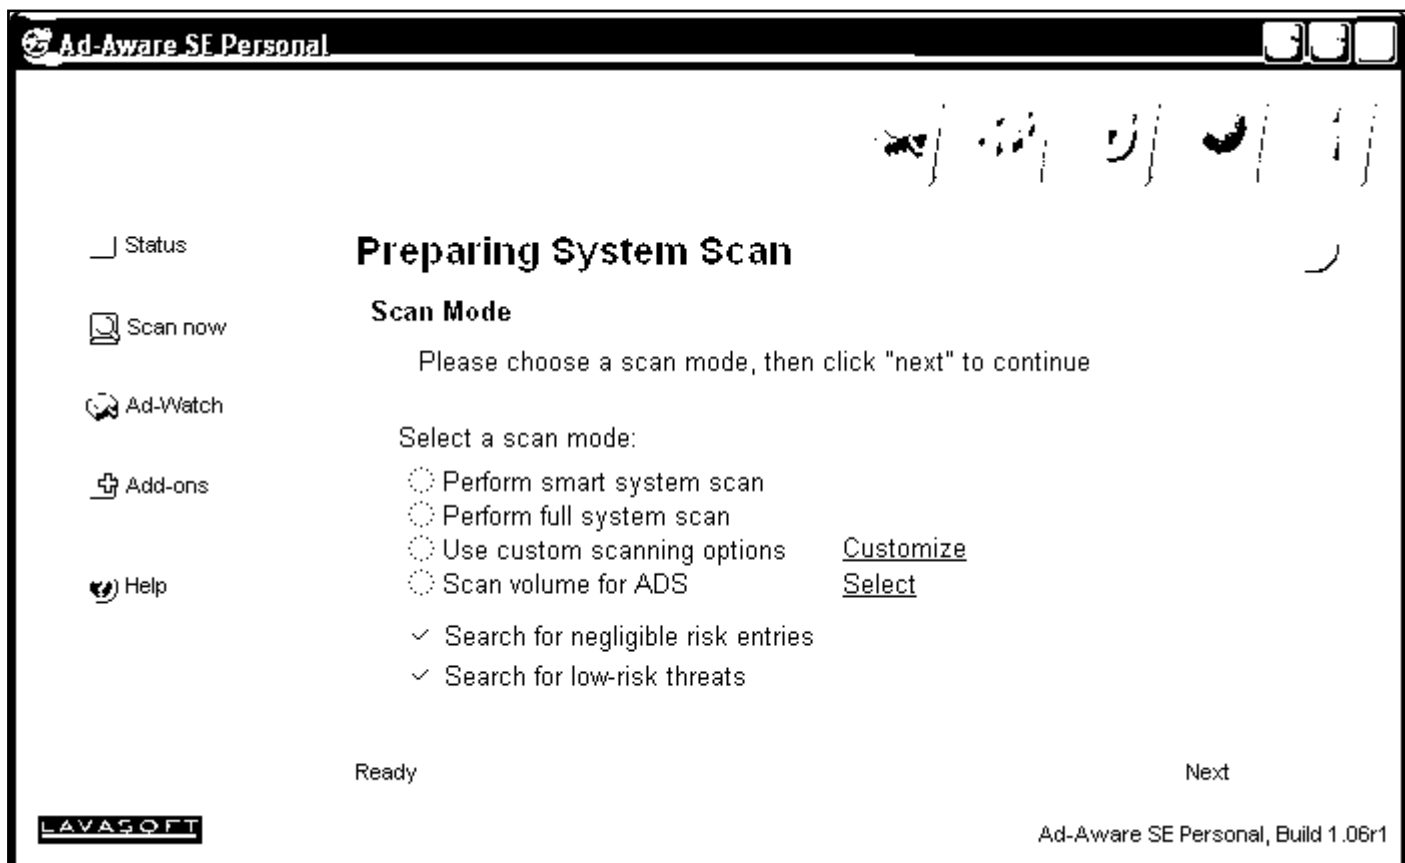 Ad-Aware SE Personal
Status
Scan now
Ad-Watch
Add-ons
Help
Preparing System Scan
Scan Mode
Please choose a scan mode, then click "next" to continue
Select a scan mode:
Perform smart system scan
Perform full system scan
Use custom scanning options Customize
Scan volume for ADS Select
Search for negligible risk entries
Search for low-risk threats
Ready Next
LAVASOFT
Ad-Aware SE Personal, Build 1.06r1